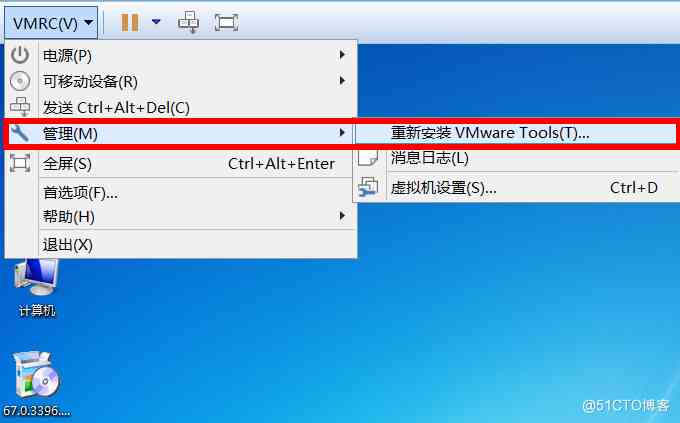 VMRC(V)
电源(P)
可移动设备(R)
发送 Ctrl+Alt+Del(C)
管理(M)
重新安装 VMware Tools(T)...
消息日志(L)
全屏(S) Ctrl+Alt+Enter
虚拟机设置(S)... Ctrl+D
首选项(F)...
帮助(H)
退出(X)
计算机
67.0.3396....
@51CTO博客